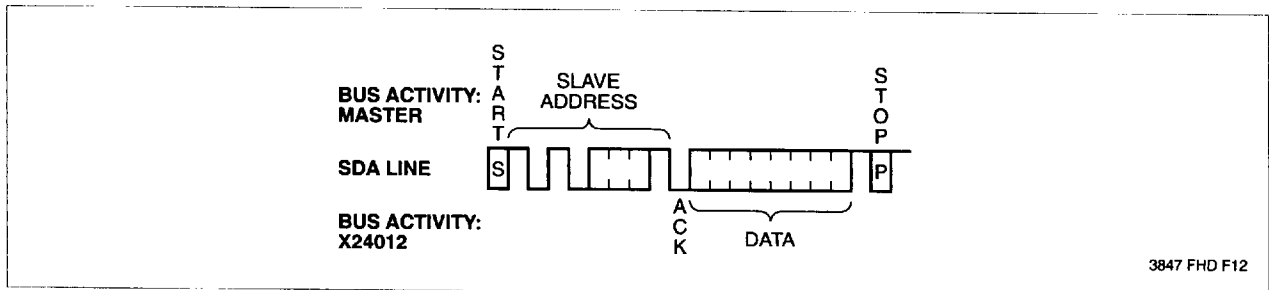 START
SLAVE
ADDRESS
STOP
BUS ACTIVITY:
MASTER
SDA LINE
S
P
BUS ACTIVITY:
X24012
ACK
DATA
3847 FHD F12